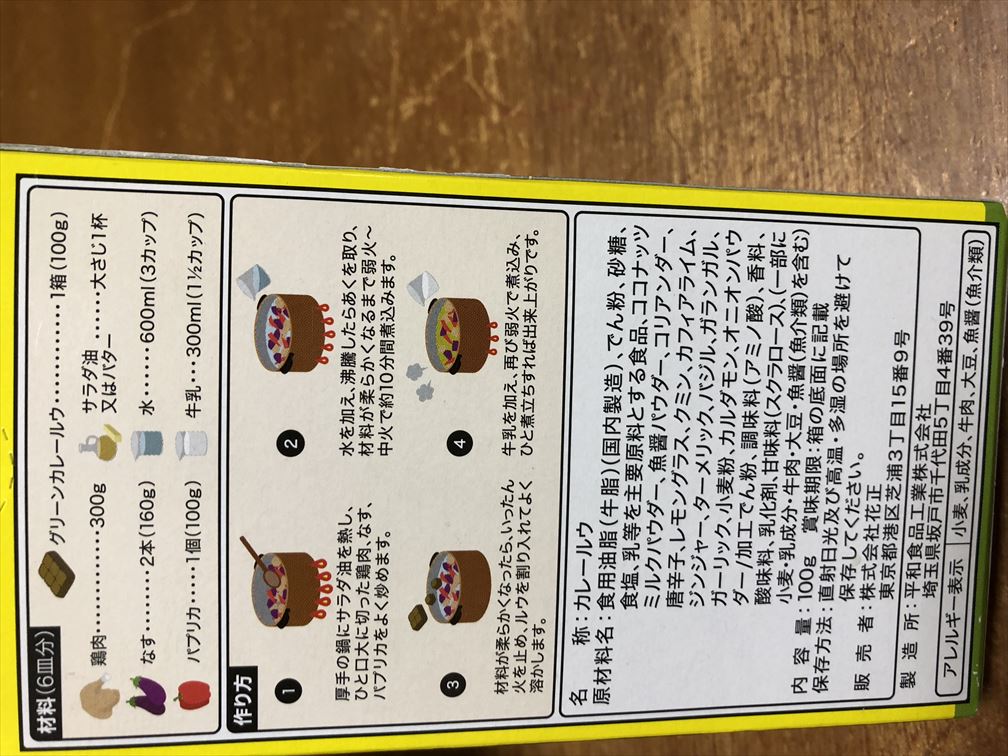 材料(6皿分)
グリーンカレールウ…………1箱(100g)
鶏肉…………300g
サラダ油
又はバター……大さじ1杯
なす………2本(160g)
水………600ml(3カップ)
パプリカ……1個(100g)
牛乳…300ml(1½カップ)
作り方
1
厚手の鍋にサラダ油を熱し、
ひと口大に切った鶏肉、なす、
パプリカをよく炒めます。
2
水を加え、沸騰したらあくを取り、
材料が柔らかくなるまで弱火〜
中火で約10分間煮込みます。
3
材料が柔らかくなったら、いったん
火を止め、ルウを割り入れてよく
溶かします。
4
牛乳を加え、再び弱火で煮込み、
ひと煮立ちすれば出来上がりです。
名称:カレールウ
原材料名:食用油脂(牛脂)(国内製造)、でん粉、砂糖、
食塩、乳等を主要原料とする食品、ココナッツ
ミルクパウダー、魚醤パウダー、コリアンダー、
唐辛子、レモングラス、クミン、カフィアライム、
ジンジャー、ターメリック、バジル、ガランガル、
ガーリック、小麦粉、カルダモン、オニオンパウ
ダー/加工でん粉、調味料(アミノ酸)、香料、
酸味料、乳化剤、甘味料(スクラロース)、(一部に
小麦・乳成分・牛肉・大豆・魚醤(魚介類)を含む)
内容量:100g 賞味期限:箱の底面に記載
保存方法:直射日光及び高温・多湿の場所を避けて
保存してください。
販売者:株式会社花正
東京都港区芝浦3丁目15番9号
製造所:平和食品工業株式会社
埼玉県坂戸市千代田5丁目4番39号
アレルギー表示 小麦、乳成分、牛肉、大豆、魚醤(魚介類)